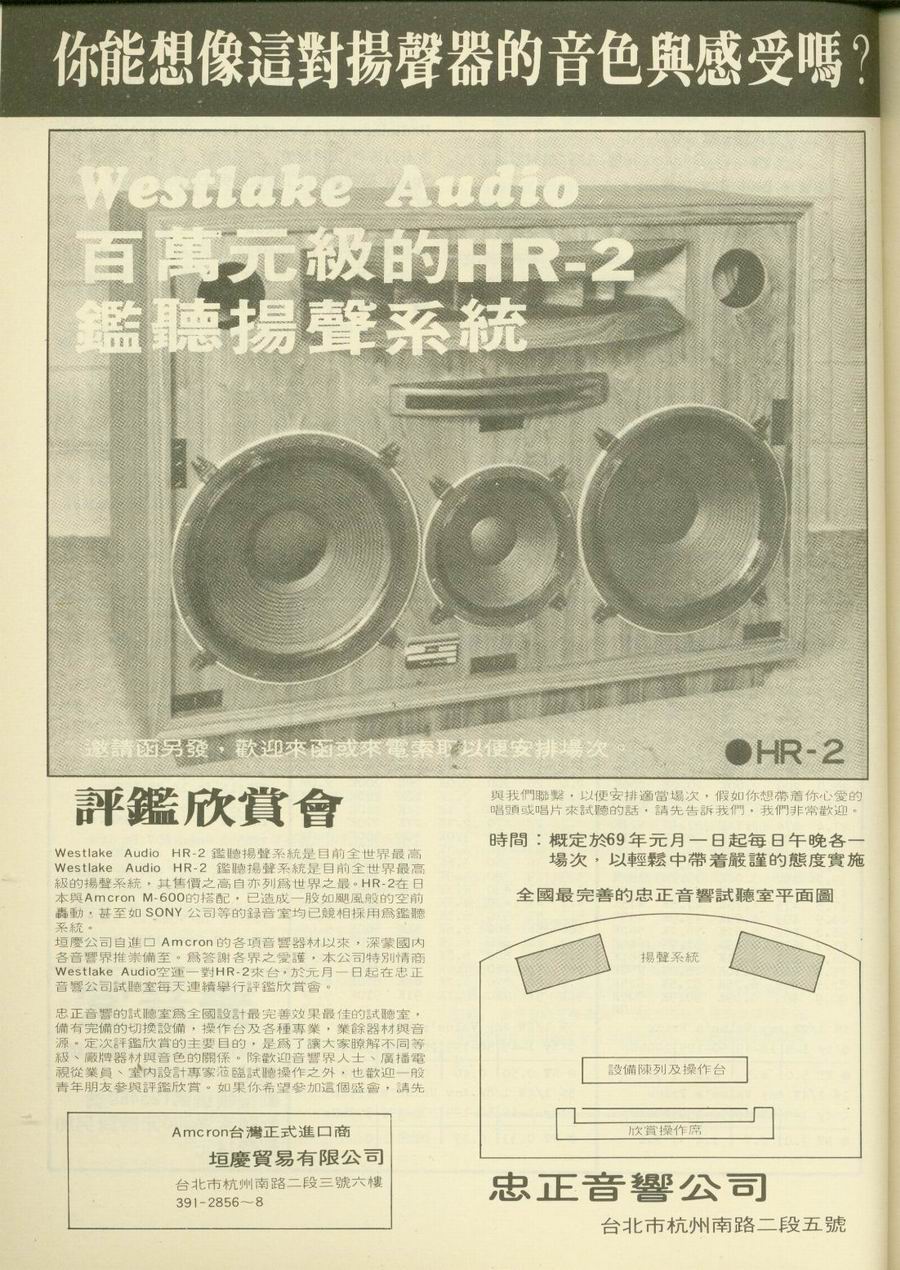 你能想像這對揚聲器的音色與感受嗎？
Westlake Audio
百萬元級的HR-2
鑑聽揚聲系統
邀請函另發，歡迎來函或來電索取以便安排場次。
●HR-2
評鑑欣賞會
Westlake Audio HR-2 鑑聽揚聲系統是目前全世界最高
Westlake Audio HR-2 鑑聽揚聲系統是目前全世界最高
級的揚聲系統，其售價之高自亦列爲世界之最。HR-2在日
本與Amcron M-600的搭配，已造成一股如颶風般的空前
轟動，甚至如 SONY 公司等的錄音室均已競相採用爲鑑聽
系統。
垣慶公司自進口 Amcron 的各項音響器材以來，深蒙國內
各音響界推崇備至。爲答謝各界之愛護，本公司特別情商
Westlake Audio空運一對HR-2來台，於元月一日起在忠正
音響公司試聽室每天連續舉行評鑑欣賞會。
忠正音響的試聽室爲全國設計最完善效果最佳的試聽室，
備有完備的切換設備，操作台及各種專業，業餘器材與音
源。定次評鑑欣賞的主要目的，是爲了讓大家瞭解不同等
級、廠牌器材與音色的關係。除歡迎音響界人士、廣播電
視從業員、室內設計專家蒞臨試聽操作之外，也歡迎一般
青年朋友參與評鑑欣賞。如果你希望參加這個盛會，請先
與我們聯繫，以便安排適當場次，假如你想帶着你心愛的
唱頭或唱片來試聽的話，請先告訴我們，我們非常歡迎。
時間：概定於69年元月一日起每日午晚各一
場次，以輕鬆中帶着嚴謹的態度實施
全國最完善的忠正音響試聽室平面圖
揚聲系統
設備陳列及操作台
欣賞操作席
Amcron台灣正式進口商
垣慶貿易有限公司
台北市杭州南路二段三號六樓
391-2856～8
忠正音響公司
台北市杭州南路二段五號